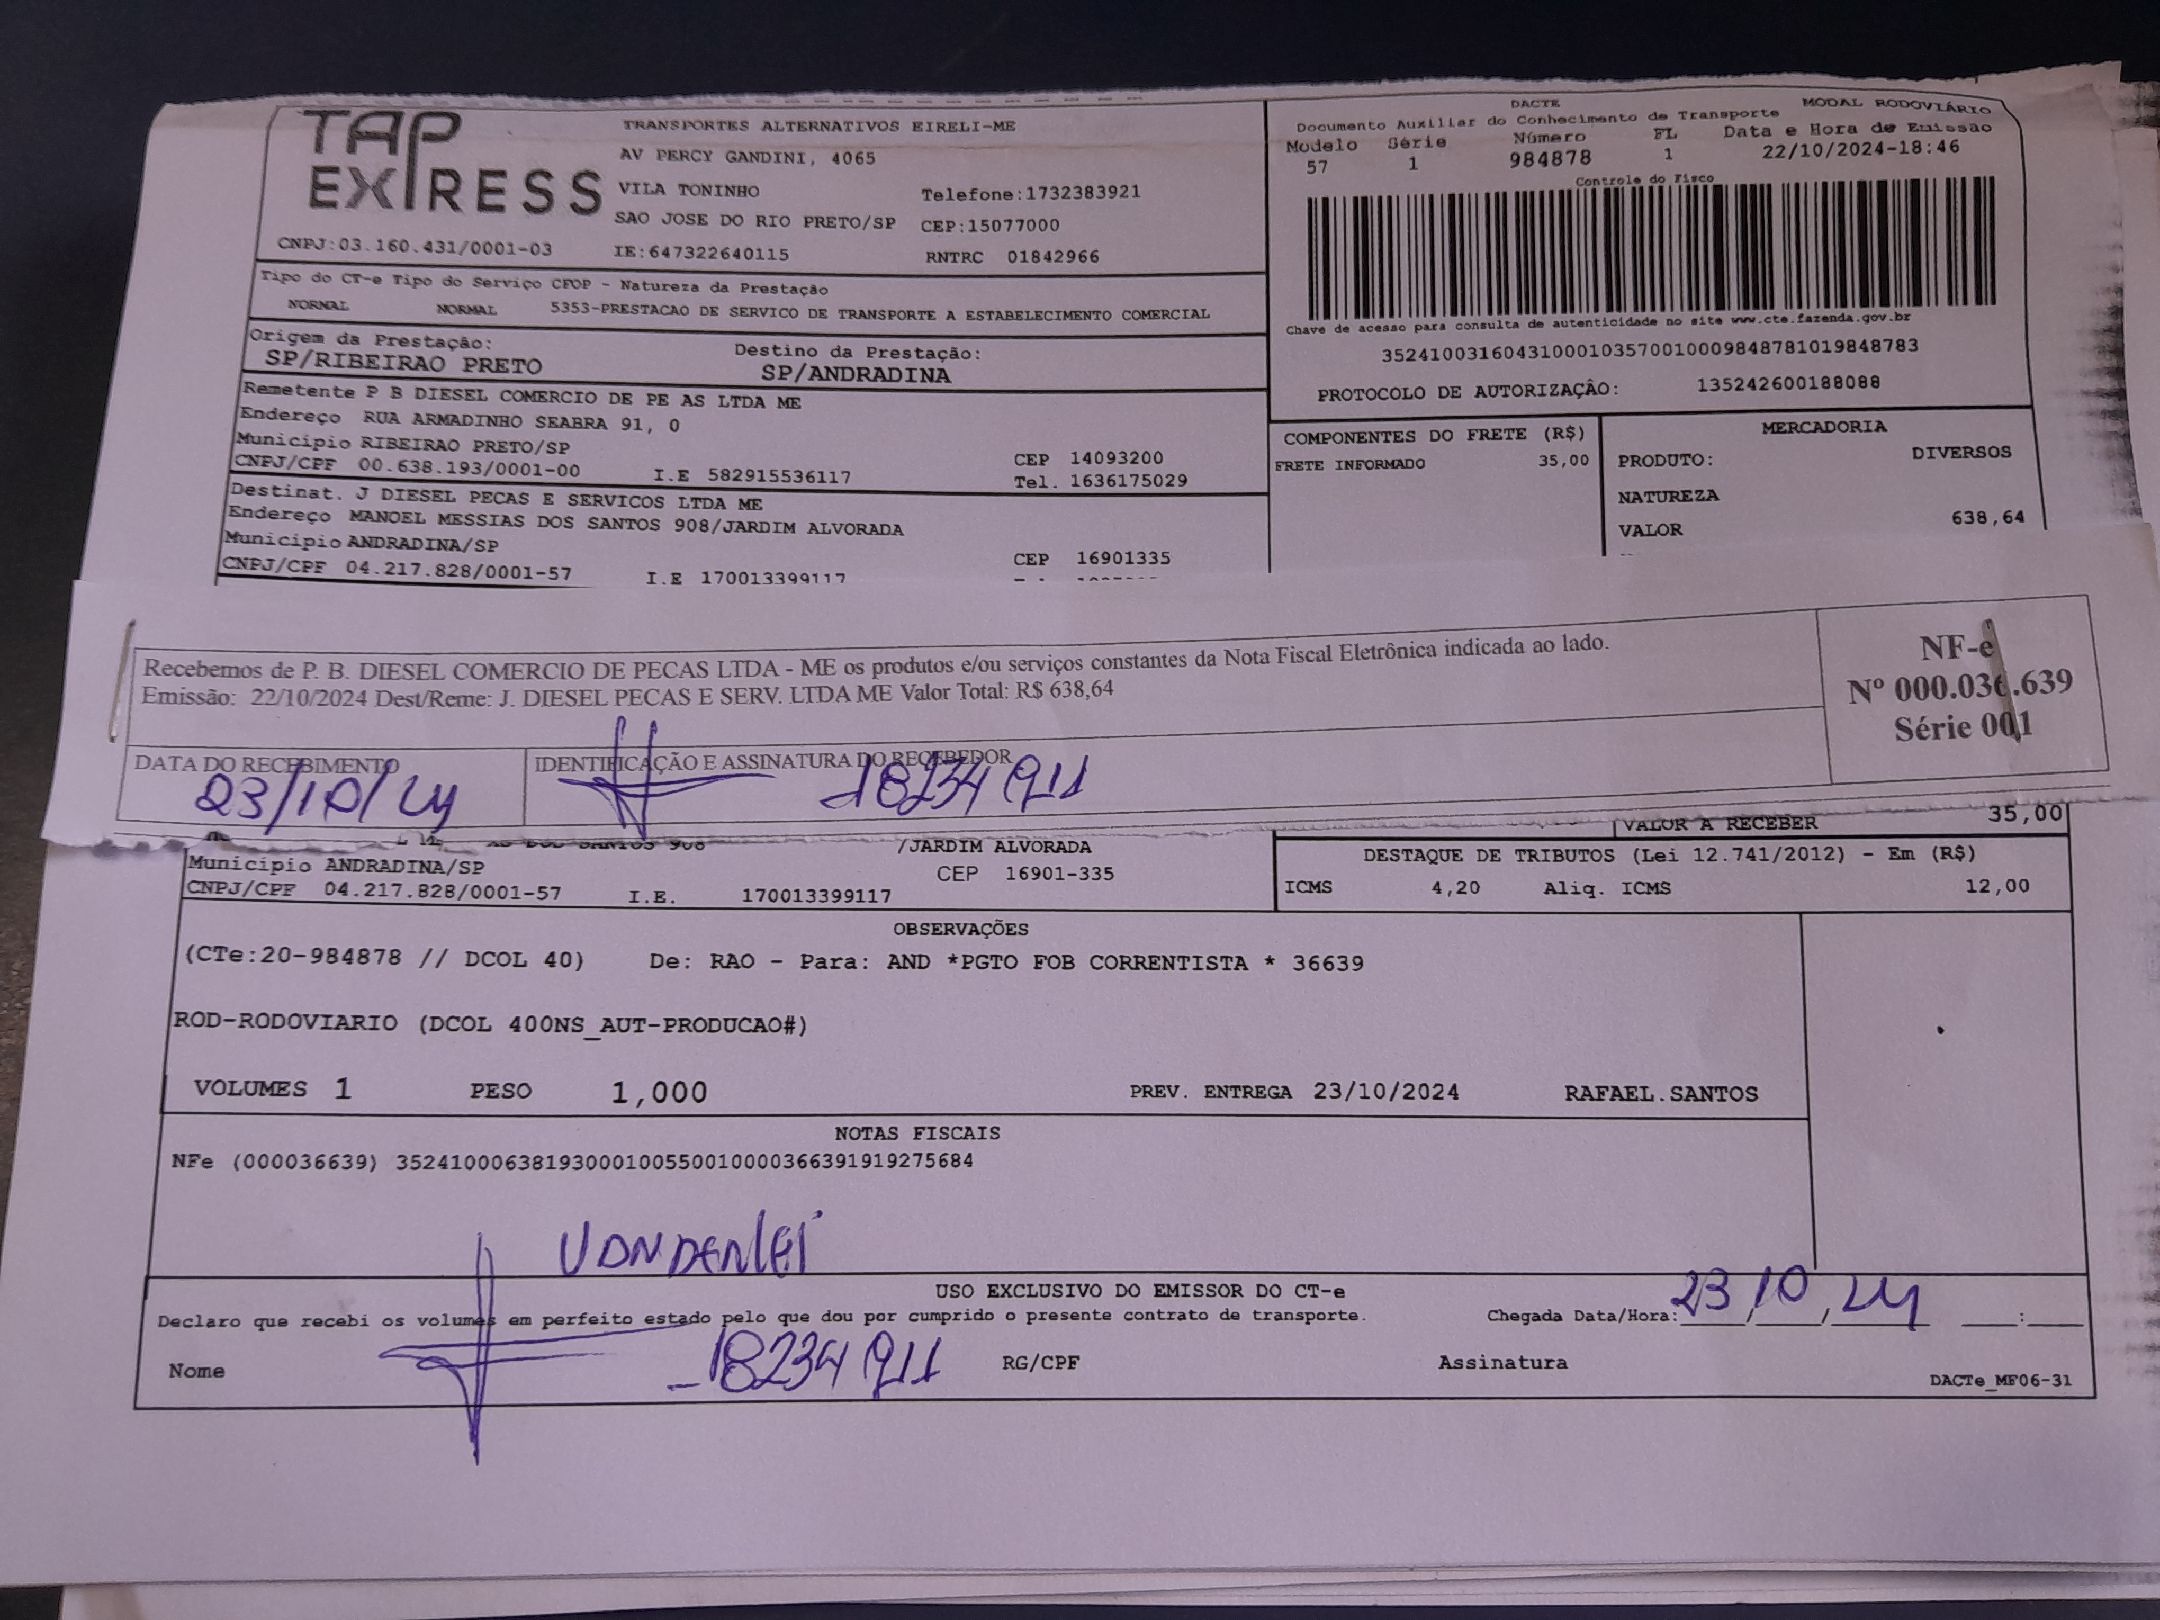 TAP EXPRESS
TRANSPORTES ALTERNATIVOS EIRELI-ME
AV PERCY GANDINI, 4065
VILA TONINHO Telefone:1732383921
SAO JOSE DO RIO PRETO/SP CEP:15077000
CNPJ:03.160.431/0001-03 IE:647322640115 RNTRC 01842966
DACTE MODAL RODOVIÁRIO
Documento Auxiliar do Conhecimento de Transporte
Modelo Série Número FL Data e Hora de Emissão
57 1 984878 1 22/10/2024-18:46
Controle do Fisco
Chave de acesso para consulta de autenticidade no site www.cte.fazenda.gov.br
35241003160431000103570010009848781019848783
PROTOCOLO DE AUTORIZAÇÃO: 135242600188088
Tipo do CT-e Tipo do Serviço CFOP - Natureza da Prestação
NORMAL NORMAL 5353-PRESTACAO DE SERVICO DE TRANSPORTE A ESTABELECIMENTO COMERCIAL
Origem da Prestação: Destino da Prestação:
SP/RIBEIRAO PRETO SP/ANDRADINA
Remetente P B DIESEL COMERCIO DE PE AS LTDA ME
Endereço RUA ARMADINHO SEABRA 91, 0
Município RIBEIRAO PRETO/SP CEP 14093200
CNPJ/CPF 00.638.193/0001-00 I.E 582915536117 Tel. 1636175029
Destinat. J DIESEL PECAS E SERVICOS LTDA ME
Endereço MANOEL MESSIAS DOS SANTOS 908/JARDIM ALVORADA
Município ANDRADINA/SP CEP 16901335
CNPJ/CPF 04.217.828/0001-57 I.E 170013399117
COMPONENTES DO FRETE (R$)
FRETE INFORMADO 35,00
MERCADORIA
PRODUTO: DIVERSOS
NATUREZA
VALOR 638,64
Recebemos de P. B. DIESEL COMERCIO DE PECAS LTDA - ME os produtos e/ou serviços constantes da Nota Fiscal Eletrônica indicada ao lado.
Emissão: 22/10/2024 Dest/Reme: J. DIESEL PECAS E SERV. LTDA ME Valor Total: R$ 638,64
NF-e
Nº 000.036.639
Série 001
DATA DO RECEBIMENTO IDENTIFICAÇÃO E ASSINATURA DO RECEBEDOR
23/10/24 18234911
VALOR A RECEBER 35,00
SANTOS 908 /JARDIM ALVORADA
Município ANDRADINA/SP CEP 16901-335
CNPJ/CPF 04.217.828/0001-57 I.E. 170013399117
DESTAQUE DE TRIBUTOS (Lei 12.741/2012) - Em (R$)
ICMS 4,20 Aliq. ICMS 12,00
OBSERVAÇÕES
(CTe:20-984878 // DCOL 40) De: RAO - Para: AND *PGTO FOB CORRENTISTA * 36639
ROD-RODOVIARIO (DCOL 400NS_AUT-PRODUCAO#)
VOLUMES 1 PESO 1,000 PREV. ENTREGA 23/10/2024 RAFAEL.SANTOS
NOTAS FISCAIS
NFe (000036639) 35241000638193000100550010000366391919275684
VANDERLEI
USO EXCLUSIVO DO EMISSOR DO CT-e
Declaro que recebi os volumes em perfeito estado pelo que dou por cumprido o presente contrato de transporte. Chegada Data/Hora: 23/10/24 :
Nome 18234911 RG/CPF Assinatura
DACTe_MF06-31